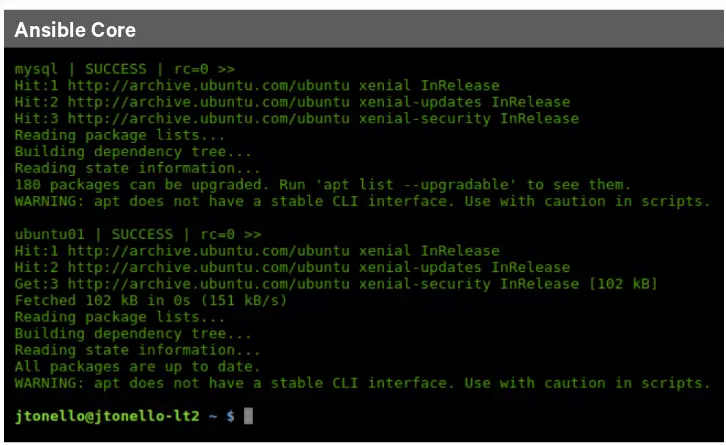 Ansible Core
mysql | SUCCESS | rc=0 >>
Hit:1 http://archive.ubuntu.com/ubuntu xenial InRelease
Hit:2 http://archive.ubuntu.com/ubuntu xenial-updates InRelease
Hit:3 http://archive.ubuntu.com/ubuntu xenial-security InRelease
Reading package lists...
Building dependency tree...
Reading state information...
180 packages can be upgraded. Run 'apt list --upgradable' to see them.
WARNING: apt does not have a stable CLI interface. Use with caution in scripts.
ubuntu01 | SUCCESS | rc=0 >>
Hit:1 http://archive.ubuntu.com/ubuntu xenial InRelease
Hit:2 http://archive.ubuntu.com/ubuntu xenial-updates InRelease
Get:3 http://archive.ubuntu.com/ubuntu xenial-security InRelease [102 kB]
Fetched 102 kB in 0s (151 kB/s)
Reading package lists...
Building dependency tree...
Reading state information...
All packages are up to date.
WARNING: apt does not have a stable CLI interface. Use with caution in scripts.
jtonello@jtonello-lt2 ~ $